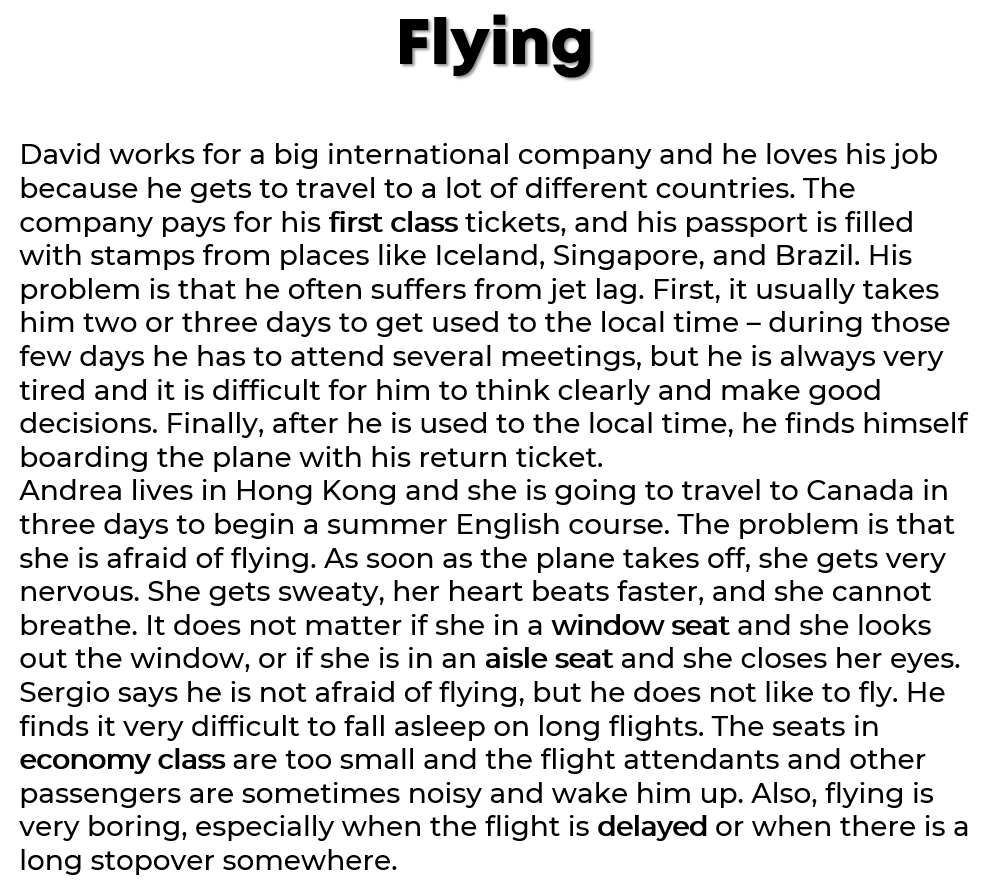 Flying
David works for a big international company and he loves his job
because he gets to travel to a lot of different countries. The
company pays for his first class tickets, and his passport is filled
with stamps from places like Iceland, Singapore, and Brazil. His
problem is that he often suffers from jet lag. First, it usually takes
him two or three days to get used to the local time – during those
few days he has to attend several meetings, but he is always very
tired and it is difficult for him to think clearly and make good
decisions. Finally, after he is used to the local time, he finds himself
boarding the plane with his return ticket.
Andrea lives in Hong Kong and she is going to travel to Canada in
three days to begin a summer English course. The problem is that
she is afraid of flying. As soon as the plane takes off, she gets very
nervous. She gets sweaty, her heart beats faster, and she cannot
breathe. It does not matter if she in a window seat and she looks
out the window, or if she is in an aisle seat and she closes her eyes.
Sergio says he is not afraid of flying, but he does not like to fly. He
finds it very difficult to fall asleep on long flights. The seats in
economy class are too small and the flight attendants and other
passengers are sometimes noisy and wake him up. Also, flying is
very boring, especially when the flight is delayed or when there is a
long stopover somewhere.